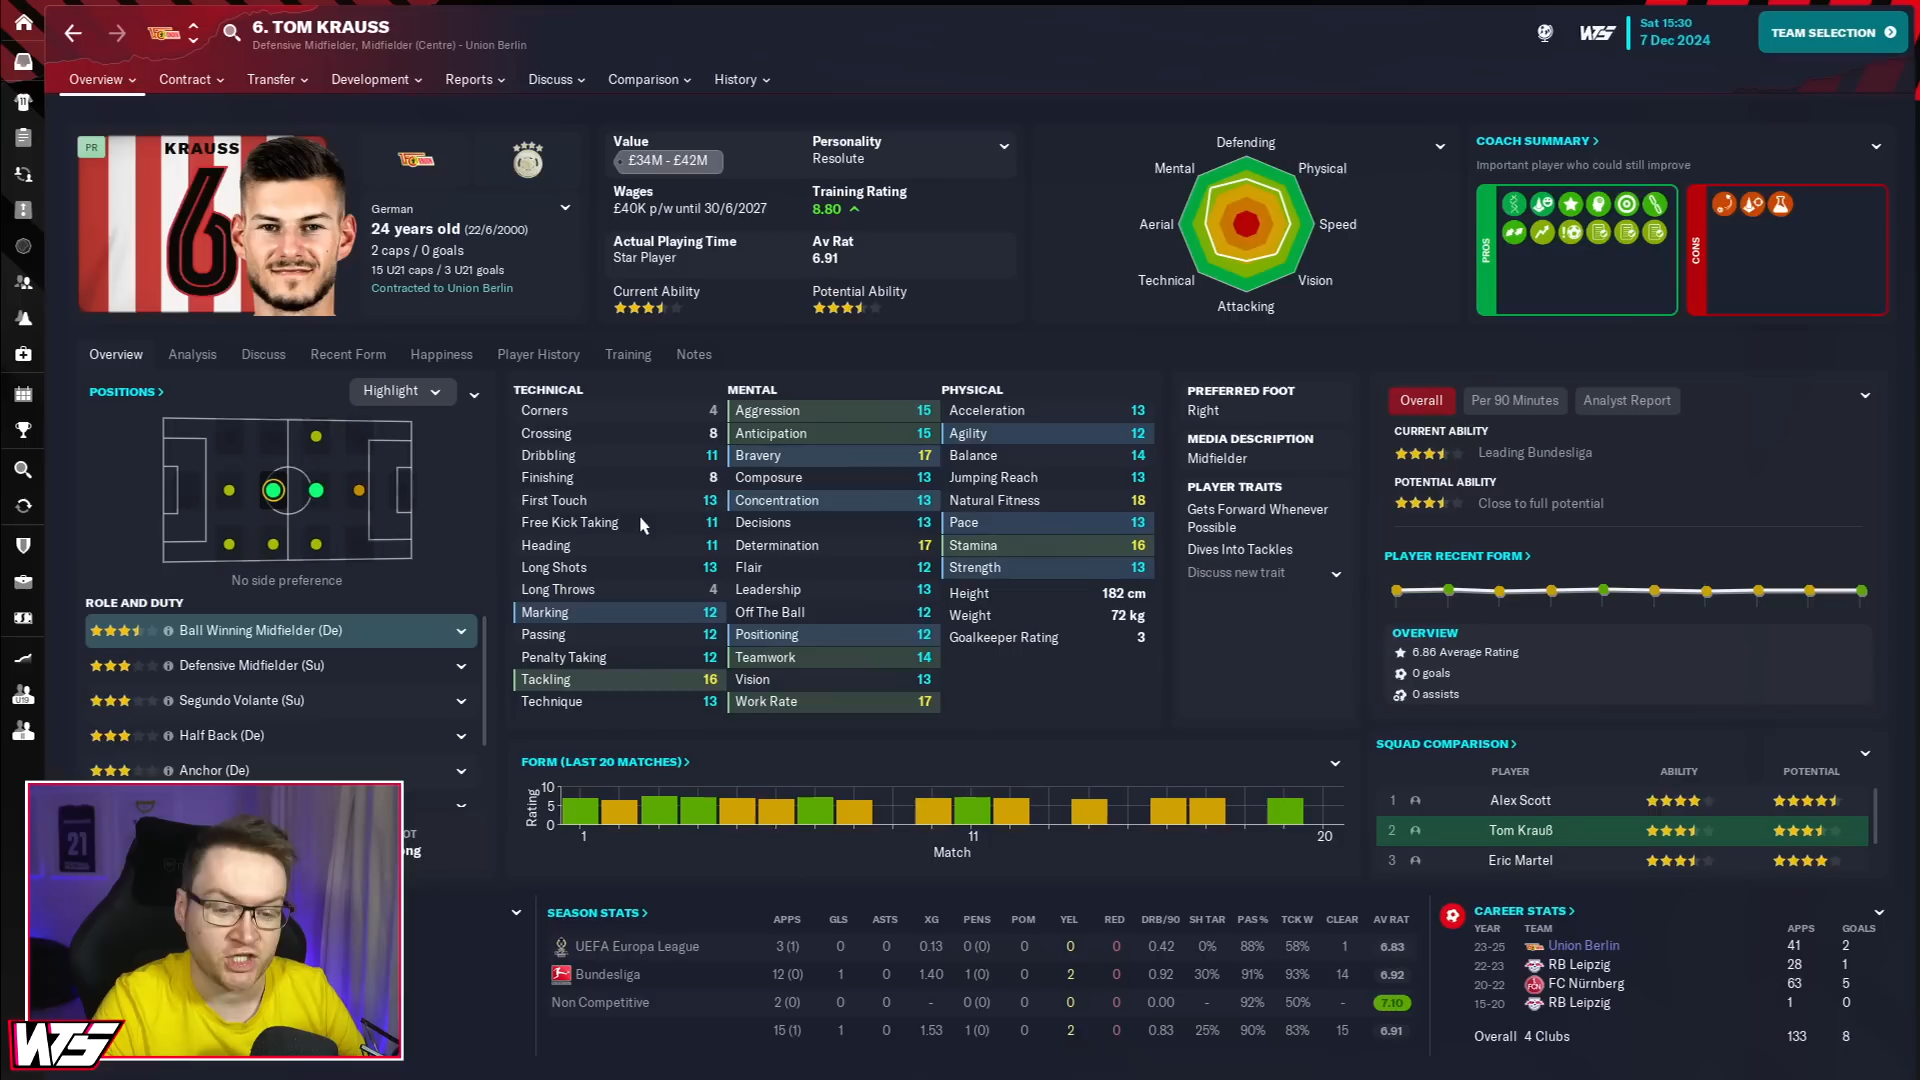 6. TOM KRAUSS
Defensive Midfielder, Midfielder (Centre) - Union Berlin
WTS
Sat 15:30
7 Dec 2024
TEAM SELECTION
Overview
Contract
Transfer
Development
Reports
Discuss
Comparison
History
PR
KRAUSS
6
German
24 years old (22/6/2000)
2 caps / 0 goals
15 U21 caps / 3 U21 goals
Contracted to Union Berlin
Value
£34M - £42M
Personality
Resolute
Wages
£40K p/w until 30/6/2027
Training Rating
8.80
Actual Playing Time
Star Player
Av Rat
6.91
Current Ability
Potential Ability
Defending
Mental
Physical
Aerial
Speed
Technical
Vision
Attacking
COACH SUMMARY >
Important player who could still improve
PROS
CONS
Overview
Analysis
Discuss
Recent Form
Happiness
Player History
Training
Notes
POSITIONS >
Highlight
No side preference
ROLE AND DUTY
Ball Winning Midfielder (De)
Defensive Midfielder (Su)
Segundo Volante (Su)
Half Back (De)
Anchor (De)
TECHNICAL
Corners 4
Crossing 8
Dribbling 11
Finishing 8
First Touch 13
Free Kick Taking 11
Heading 11
Long Shots 13
Long Throws 4
Marking 12
Passing 12
Penalty Taking 12
Tackling 16
Technique 13
MENTAL
Aggression 15
Anticipation 15
Bravery 17
Composure 13
Concentration 13
Decisions 13
Determination 17
Flair 12
Leadership 13
Off The Ball 12
Positioning 12
Teamwork 14
Vision 13
Work Rate 17
PHYSICAL
Acceleration 13
Agility 12
Balance 14
Jumping Reach 13
Natural Fitness 18
Pace 13
Stamina 16
Strength 13
Height 182 cm
Weight 72 kg
Goalkeeper Rating 3
PREFERRED FOOT
Right
MEDIA DESCRIPTION
Midfielder
PLAYER TRAITS
Gets Forward Whenever
Possible
Dives Into Tackles
Discuss new trait
Overall
Per 90 Minutes
Analyst Report
CURRENT ABILITY
Leading Bundesliga
POTENTIAL ABILITY
Close to full potential
PLAYER RECENT FORM >
OVERVIEW
6.86 Average Rating
0 goals
0 assists
FORM (LAST 20 MATCHES) >
Rating
10
5
0
1
11
20
Match
SQUAD COMPARISON >
PLAYER ABILITY POTENTIAL
1 Alex Scott
2 Tom Krauß
3 Eric Martel
SEASON STATS >
APPS GLS ASTS XG PENS POM YEL RED DRB/90 SH TAR PAS % TCK W CLEAR AV RAT
UEFA Europa League 3 (1) 0 0 0.13 0 (0) 0 0 0 0.42 0% 88% 58% 1 6.83
Bundesliga 12 (0) 1 0 1.40 1 (0) 0 2 0 0.92 30% 91% 93% 14 6.92
Non Competitive 2 (0) 0 0 - 0 (0) 0 0 0 0.00 - 92% 50% - 7.10
15 (1) 1 0 1.53 1 (0) 0 2 0 0.83 25% 90% 83% 15 6.91
CAREER STATS >
YEAR TEAM APPS GOALS
23-25 Union Berlin 41 2
22-23 RB Leipzig 28 1
20-22 FC Nürnberg 63 5
15-20 RB Leipzig 1 0
Overall 4 Clubs 133 8
21
WTS